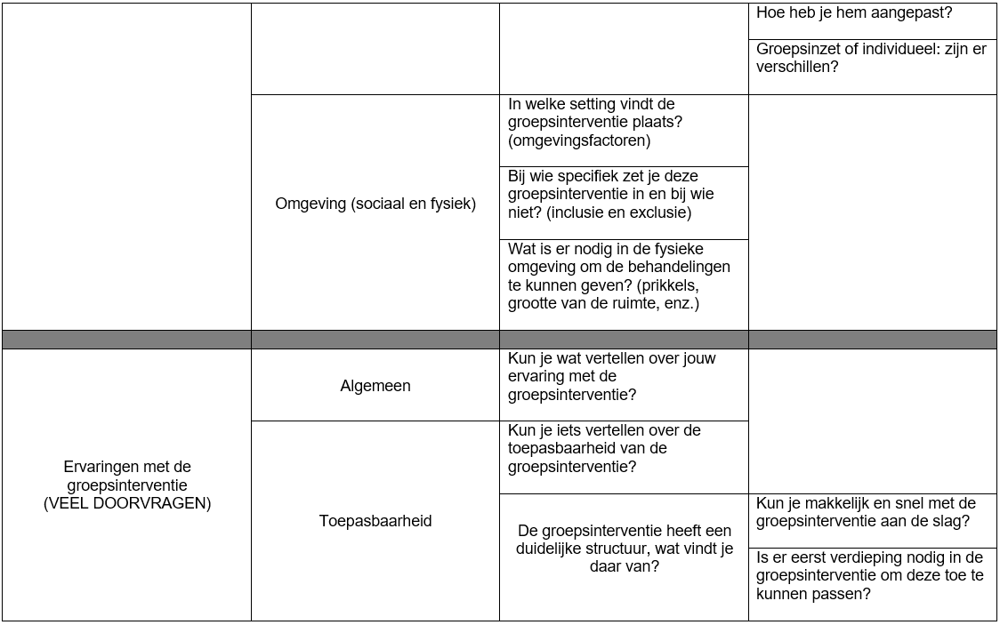 Hoe heb je hem aangepast?
Groepsinzet of individueel: zijn er
verschillen?
Omgeving (sociaal en fysiek)
In welke setting vindt de
groepsinterventie plaats?
(omgevingsfactoren)
Bij wie specifiek zet je deze
groepsinterventie in en bij wie
niet? (inclusie en exclusie)
Wat is er nodig in de fysieke
omgeving om de behandelingen
te kunnen geven? (prikkels,
grootte van de ruimte, enz.)
Ervaringen met de
groepsinterventie
(VEEL DOORVRAGEN)
Algemeen
Kun je wat vertellen over jouw
ervaring met de
groepsinterventie?
Toepasbaarheid
Kun je iets vertellen over de
toepasbaarheid van de
groepsinterventie?
De groepsinterventie heeft een
duidelijke structuur, wat vindt je
daar van?
Kun je makkelijk en snel met de
groepsinterventie aan de slag?
Is er eerst verdieping nodig in de
groepsinterventie om deze toe te
kunnen passen?